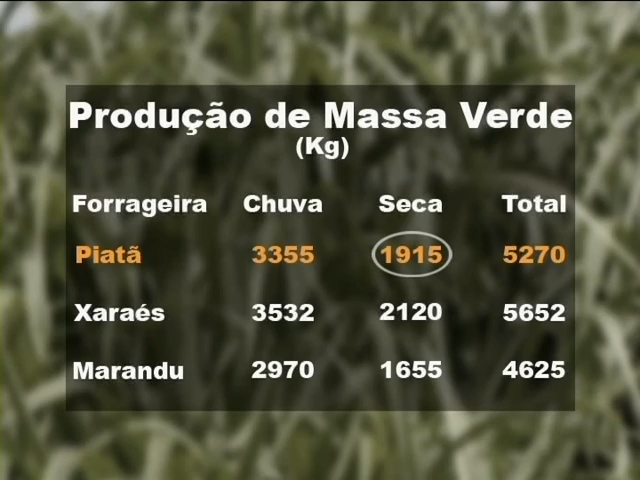 Produção de Massa Verde
(Kg)
Forrageira Chuva Seca Total
Piatã 3355 1915 5270
Xaraés 3532 2120 5652
Marandu 2970 1655 4625